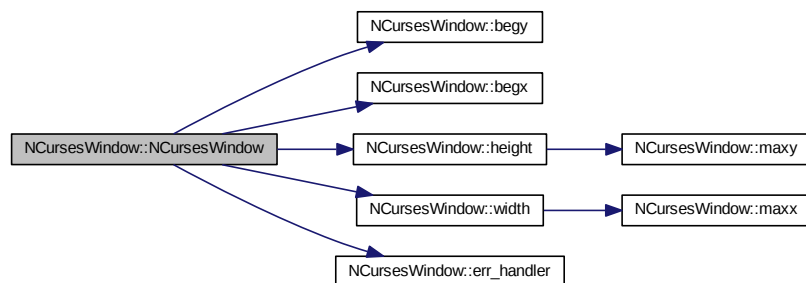 NCursesWindow::begy
NCursesWindow::begx
NCursesWindow::NCursesWindow
NCursesWindow::height
NCursesWindow::maxy
NCursesWindow::width
NCursesWindow::maxx
NCursesWindow::err_handler